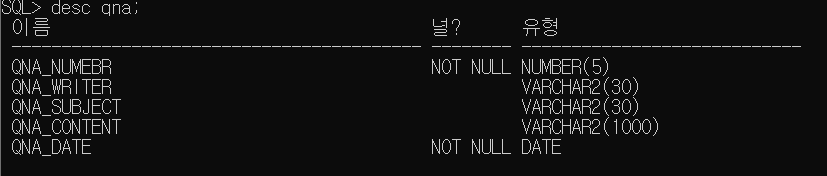 SQL> desc qna;
이름 널? 유형
----------------------------------------- -------- ----------------------------
QNA_NUMEBR NOT NULL NUMBER(5)
QNA_WRITER VARCHAR2(30)
QNA_SUBJECT VARCHAR2(30)
QNA_CONTENT VARCHAR2(1000)
QNA_DATE NOT NULL DATE